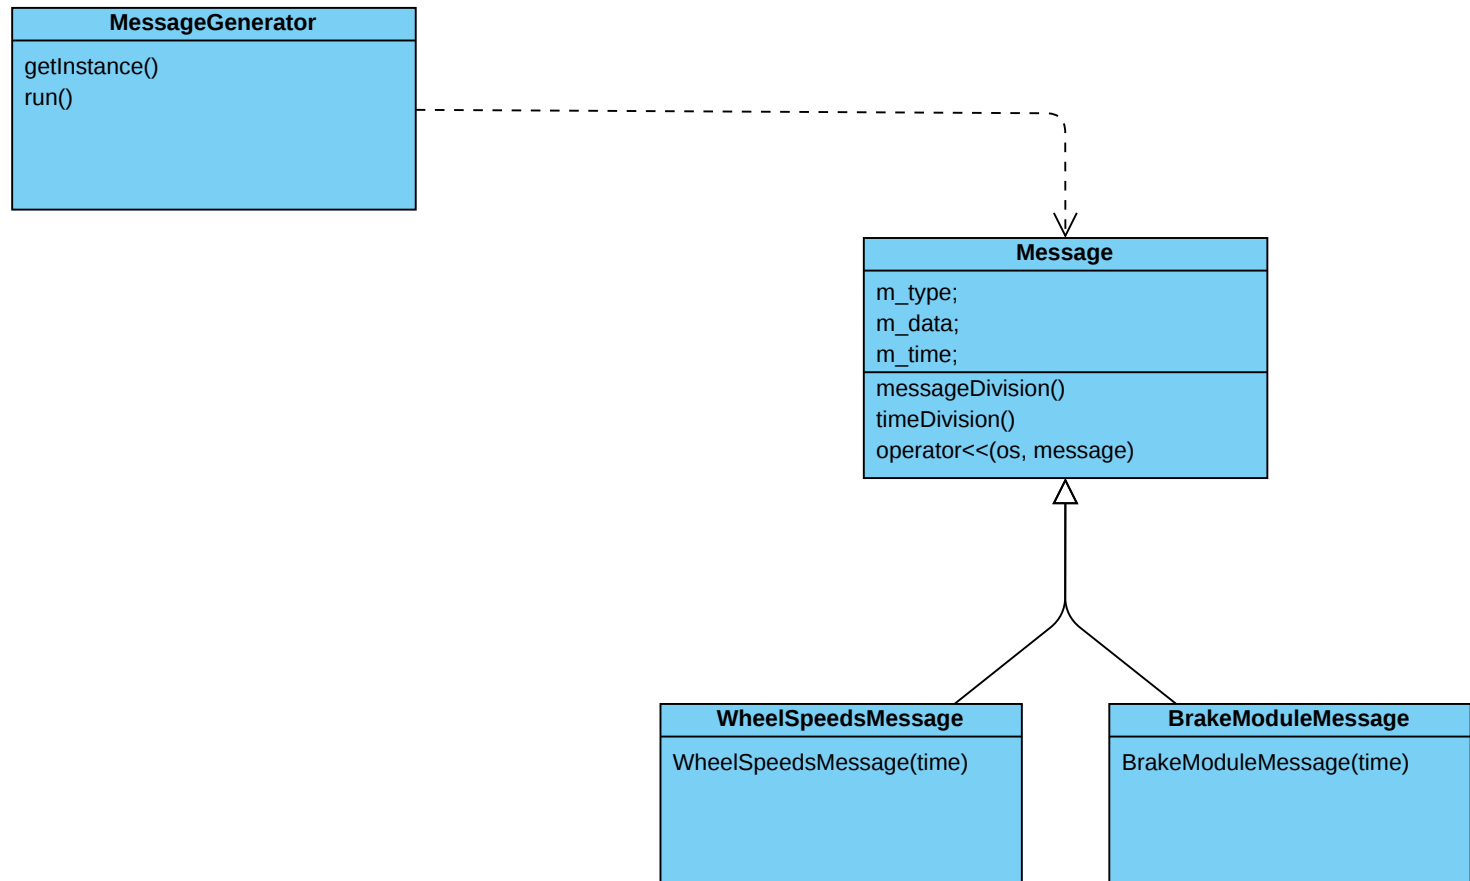 MessageGenerator
getInstance()
run()
Message
m_type;
m_data;
m_time;
messageDivision()
timeDivision()
operator<<(os, message)
WheelSpeedsMessage
WheelSpeedsMessage(time)
BrakeModuleMessage
BrakeModuleMessage(time)